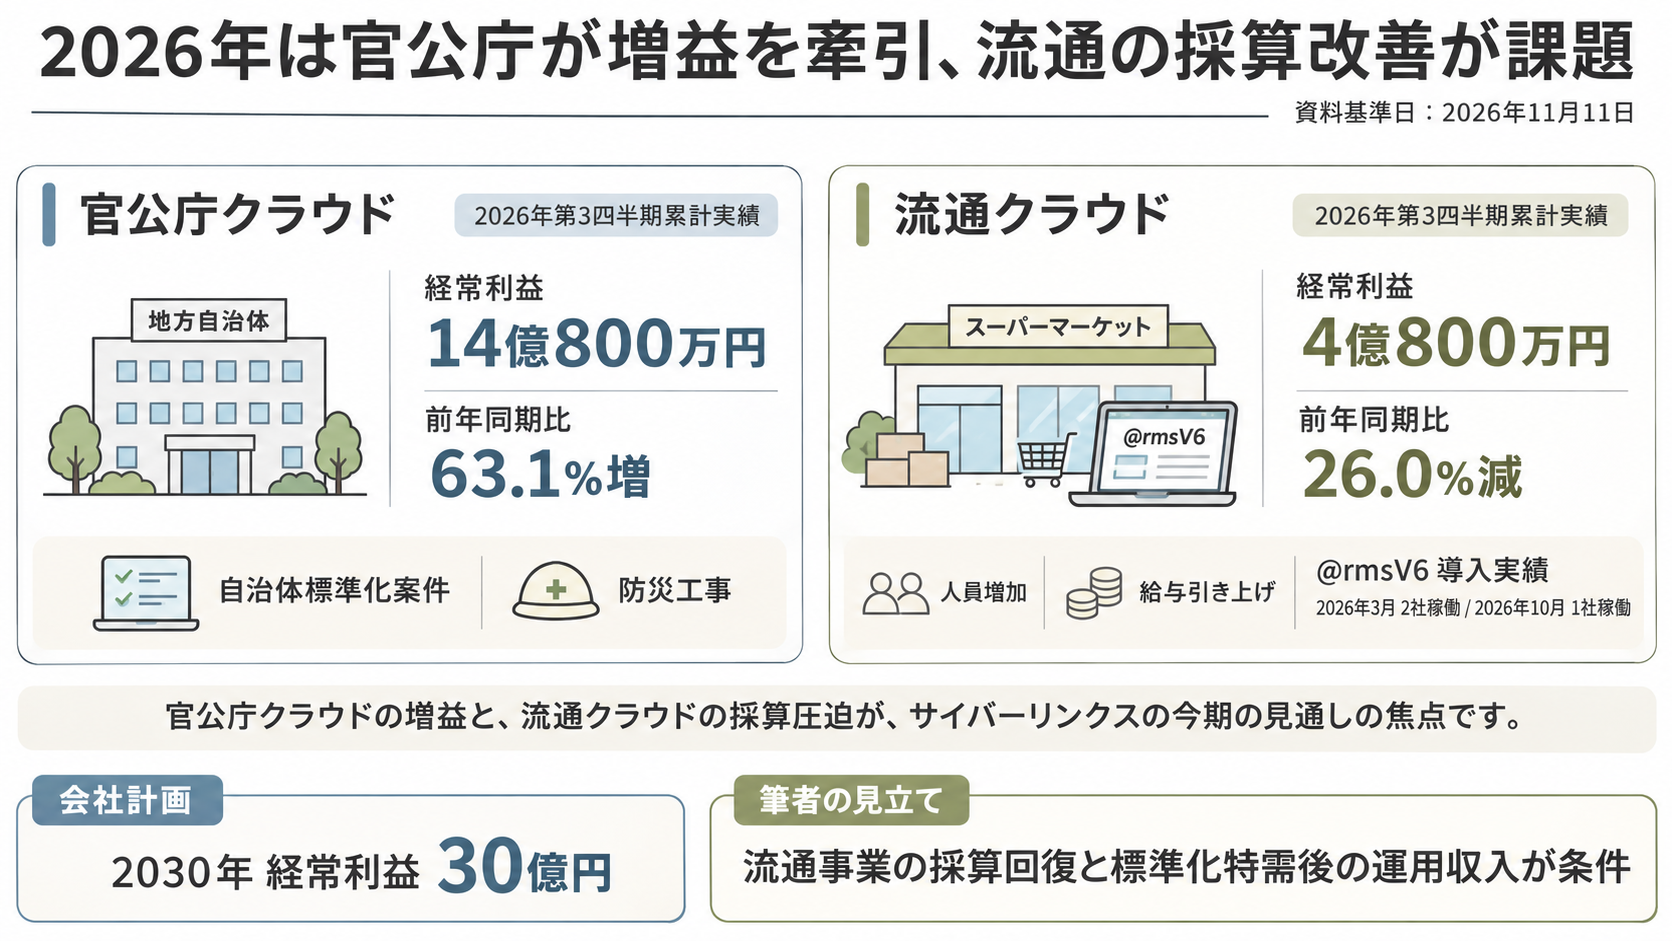 2026年は官公庁が増益を牽引、流通の採算改善が課題
資料基準日：2026年11月11日
官公庁クラウド
2026年第3四半期累計実績
地方自治体
経常利益
14億800万円
前年同期比
63.1%増
自治体標準化案件
防災工事
流通クラウド
2026年第3四半期累計実績
スーパーマーケット
@rmsV6
経常利益
4億800万円
前年同期比
26.0%減
人員増加
給与引き上げ
@rmsV6 導入実績
2026年3月 2社稼働 / 2026年10月 1社稼働
官公庁クラウドの増益と、流通クラウドの採算圧迫が、サイバーリンクスの今期の見通しの焦点です。
会社計画
2030年 経常利益 30億円
筆者の見立て
流通事業の採算回復と標準化特需後の運用収入が条件